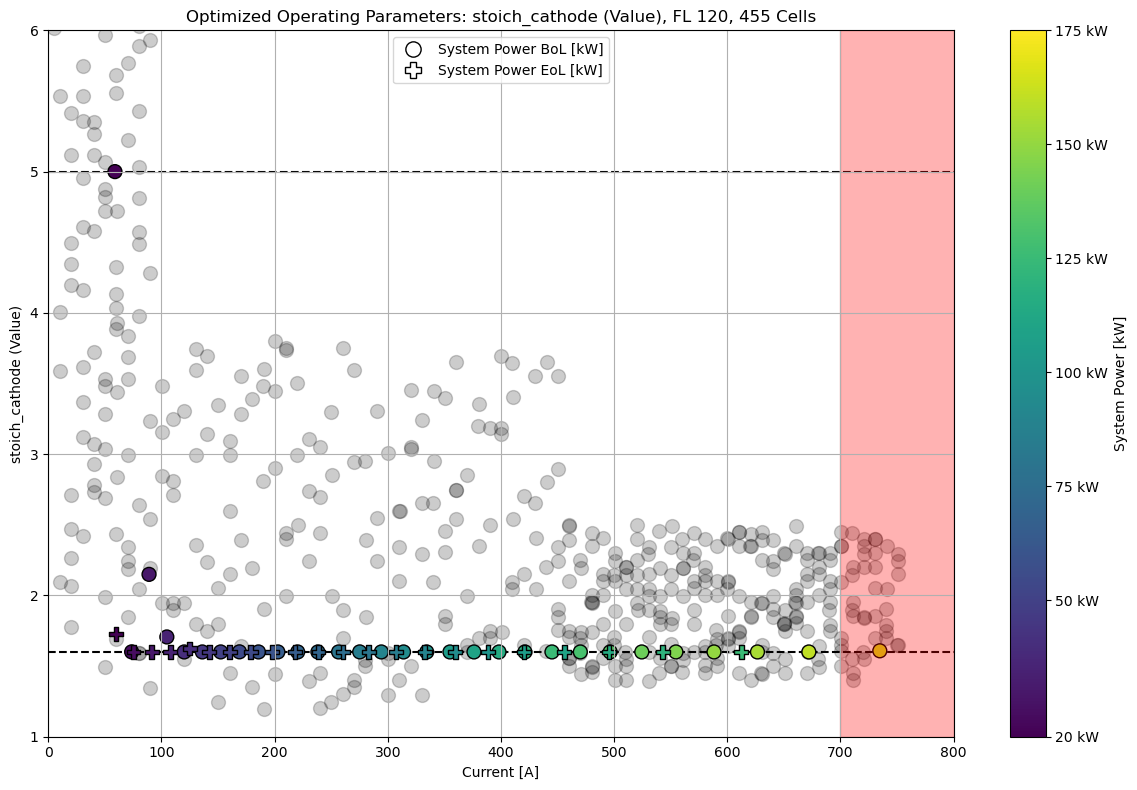 Optimized Operating Parameters: stoich_cathode (Value), FL 120, 455 Cells
System Power BoL [kW]
System Power EoL [kW]
stoich_cathode (Value)
6
5
4
3
2
1
0
100
200
300
400
500
600
700
800
Current [A]
175 kW
150 kW
125 kW
100 kW
75 kW
50 kW
20 kW
System Power [kW]